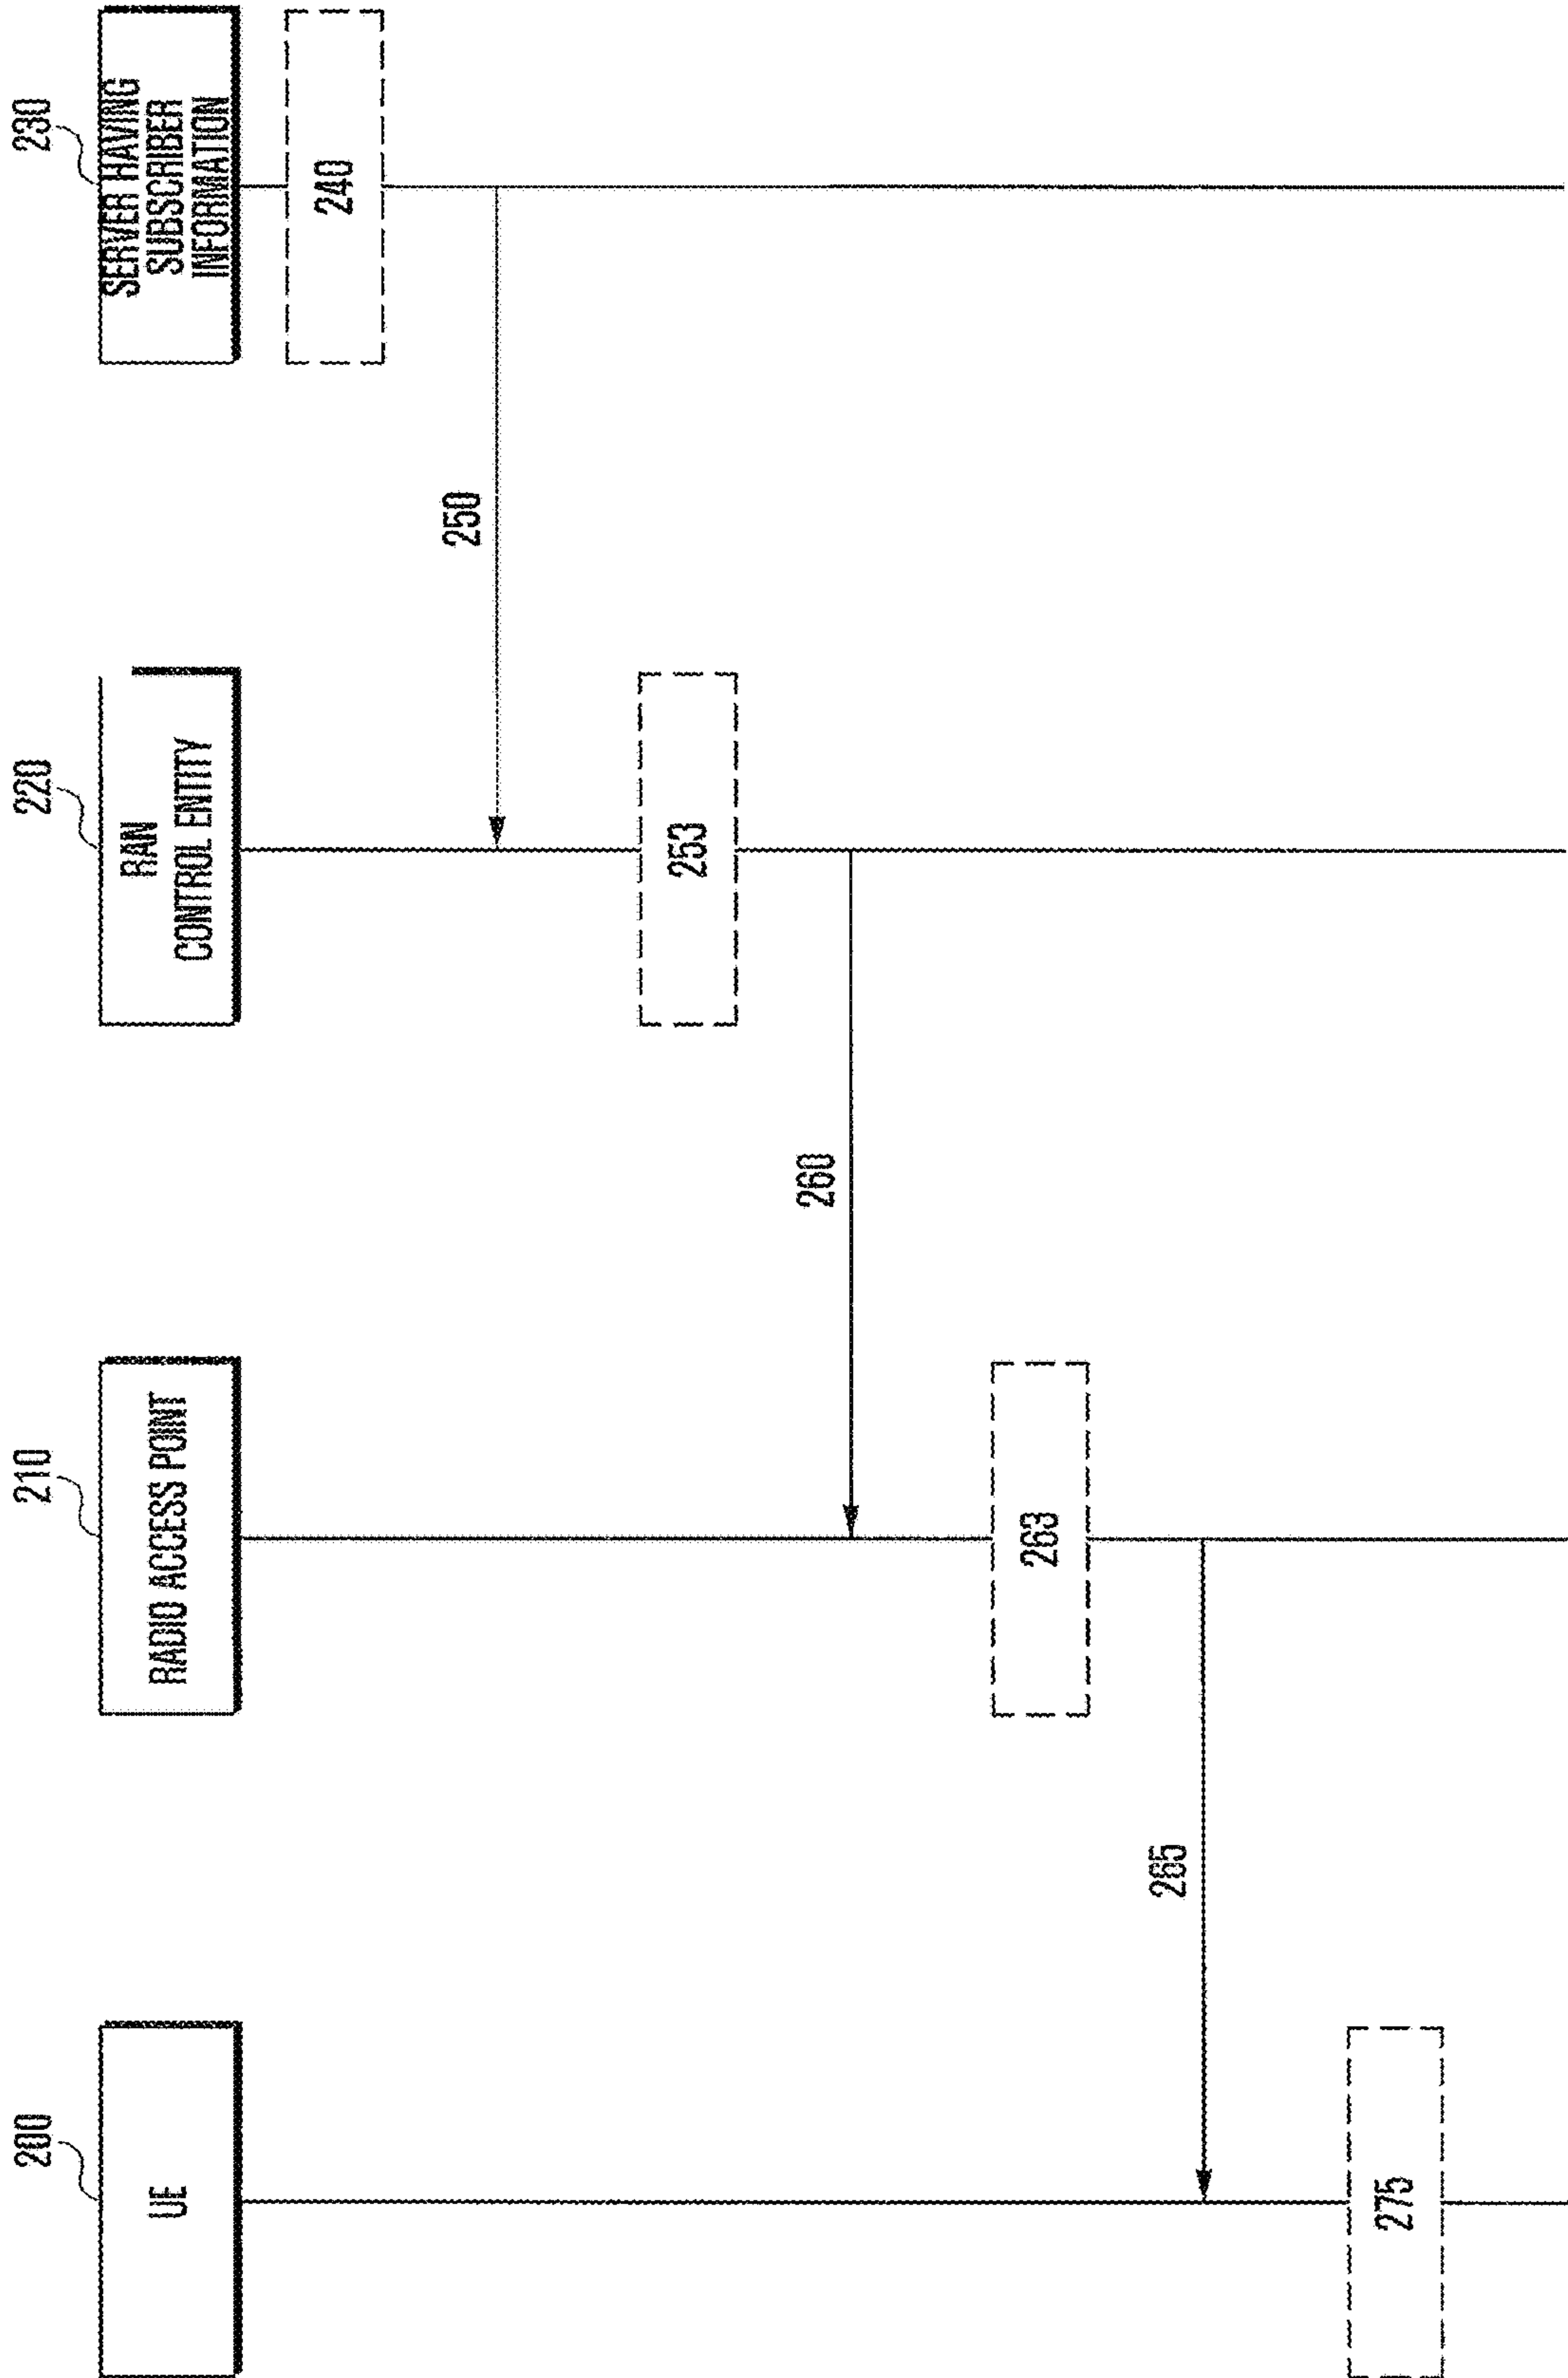 200
210
220
230
UE
RADIO ACCESS POINT
RAN
CONTROL ENTITY
SERVER HAVING
SUBSCRIBER
INFORMATION
240
250
253
260
263
265
275